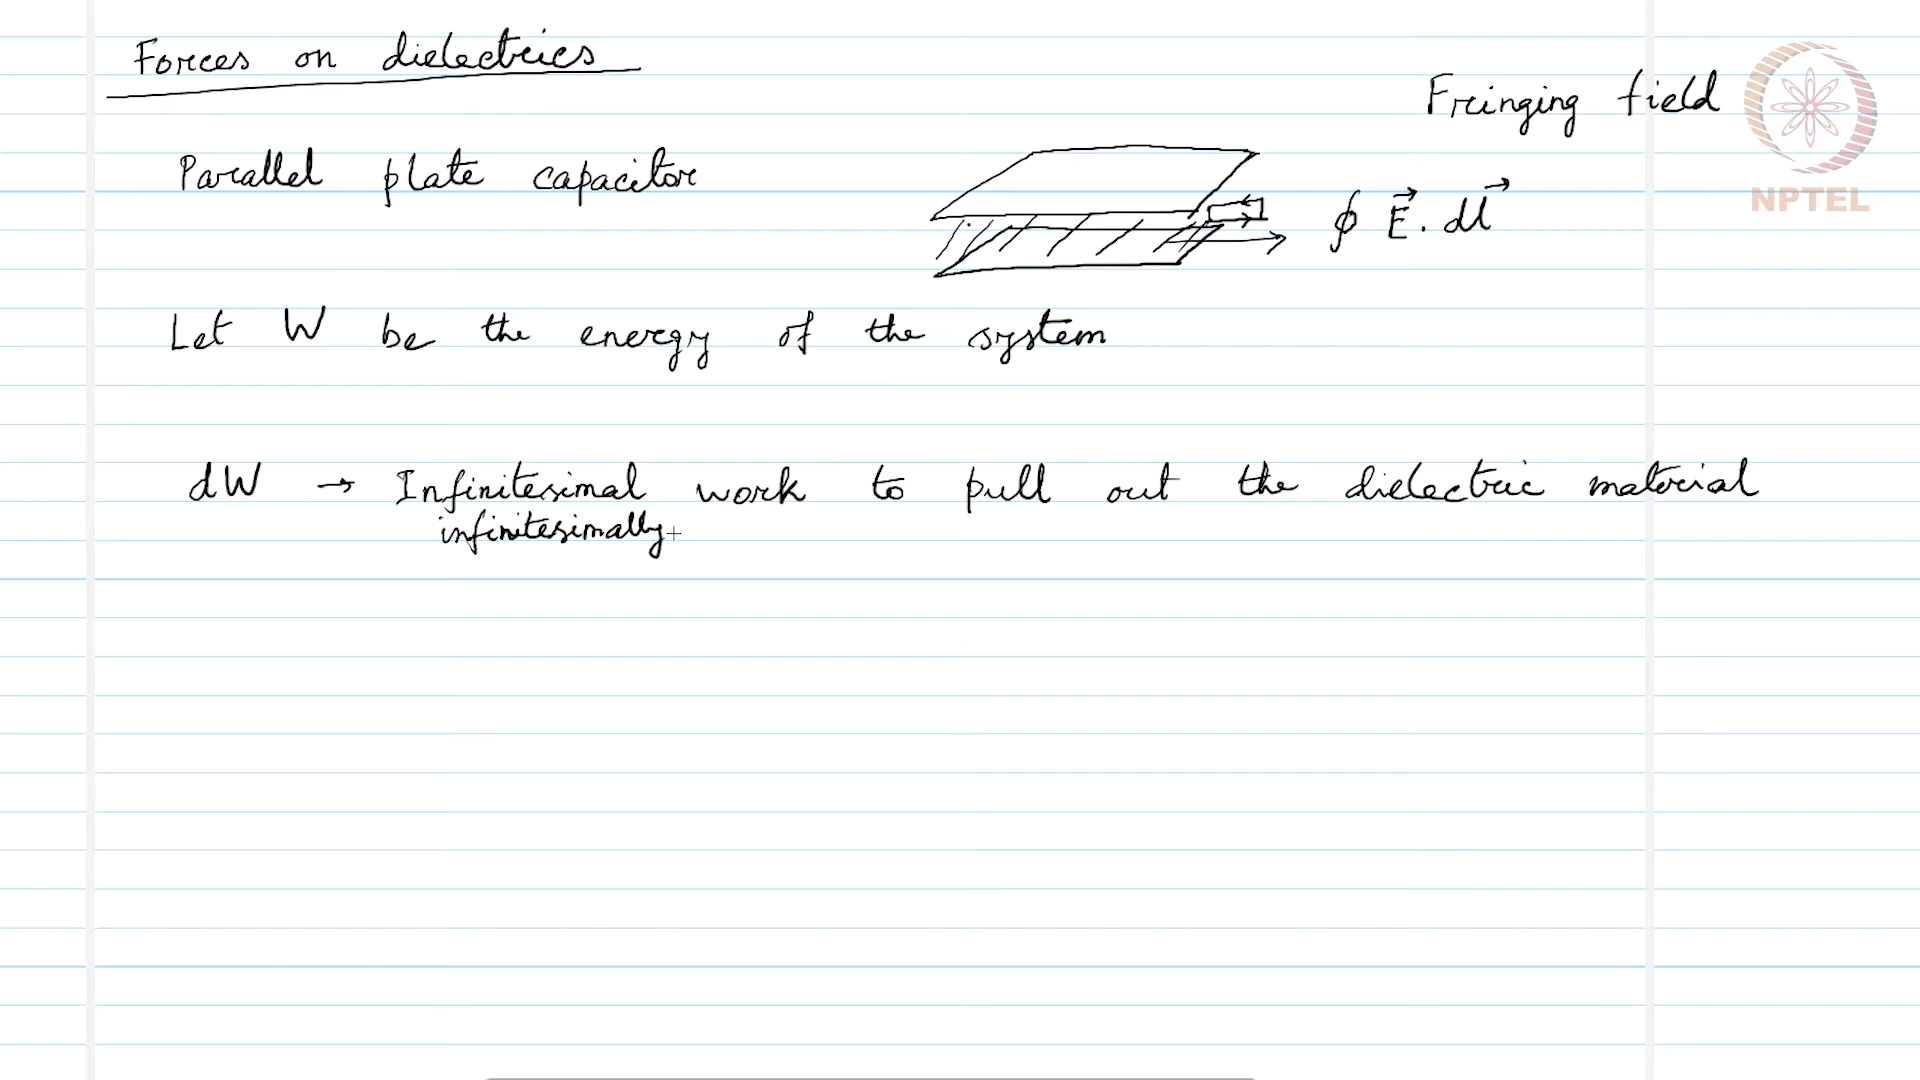 Forces on dielectrics
Fringing field
NPTEL
Parallel plate capacitor
∮ E⃗ . dl⃗
Let W be the energy of the system
dW → Infinitesimal work to pull out the dielectric material
infinitesimally